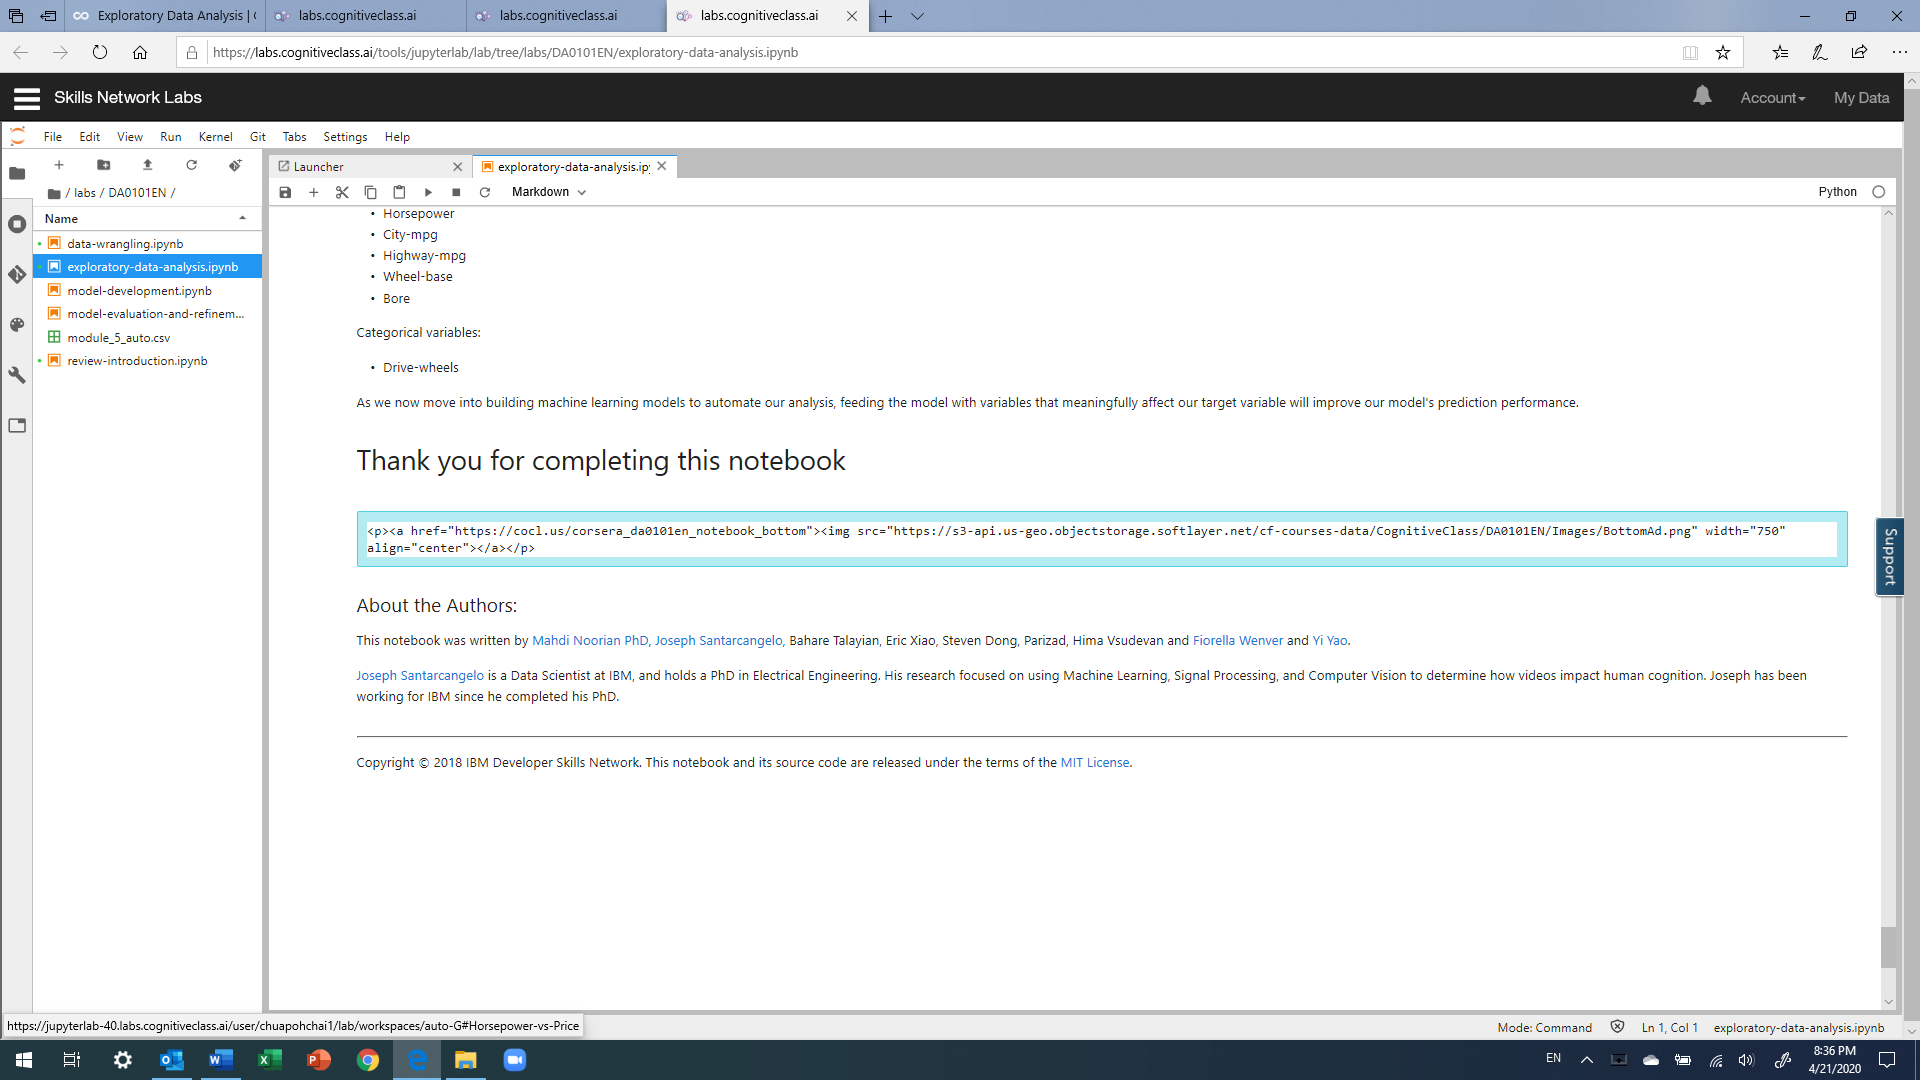 Exploratory Data Analysis | (
labs.cognitiveclass.ai
labs.cognitiveclass.ai
labs.cognitiveclass.ai
https://labs.cognitiveclass.ai/tools/jupyterlab/lab/tree/labs/DA0101EN/exploratory-data-analysis.ipynb
Skills Network Labs
Account
My Data
File Edit View Run Kernel Git Tabs Settings Help
Launcher
exploratory-data-analysis.ip
/ labs / DA0101EN /
Markdown
Python
Name
data-wrangling.ipynb
exploratory-data-analysis.ipynb
model-development.ipynb
model-evaluation-and-refinem...
module_5_auto.csv
review-introduction.ipynb
• Horsepower
• City-mpg
• Highway-mpg
• Wheel-base
• Bore
Categorical variables:
• Drive-wheels
As we now move into building machine learning models to automate our analysis, feeding the model with variables that meaningfully affect our target variable will improve our model's prediction performance.
Thank you for completing this notebook
<p><a href="https://cocl.us/corsera_da0101en_notebook_bottom"><img src="https://s3-api.us-geo.objectstorage.softlayer.net/cf-courses-data/CognitiveClass/DA0101EN/Images/BottomAd.png" width="750"
align="center"></a></p>
Support
About the Authors:
This notebook was written by Mahdi Noorian PhD, Joseph Santarcangelo, Bahare Talayian, Eric Xiao, Steven Dong, Parizad, Hima Vsudevan and Fiorella Wenver and Yi Yao.
Joseph Santarcangelo is a Data Scientist at IBM, and holds a PhD in Electrical Engineering. His research focused on using Machine Learning, Signal Processing, and Computer Vision to determine how videos impact human cognition. Joseph has been
working for IBM since he completed his PhD.
Copyright © 2018 IBM Developer Skills Network. This notebook and its source code are released under the terms of the MIT License.
https://jupyterlab-40.labs.cognitiveclass.ai/user/chuapohchai1/lab/workspaces/auto-G#Horsepower-vs-Price
Mode: Command
Ln 1, Col 1
exploratory-data-analysis.ipynb
EN
8:36 PM
4/21/2020